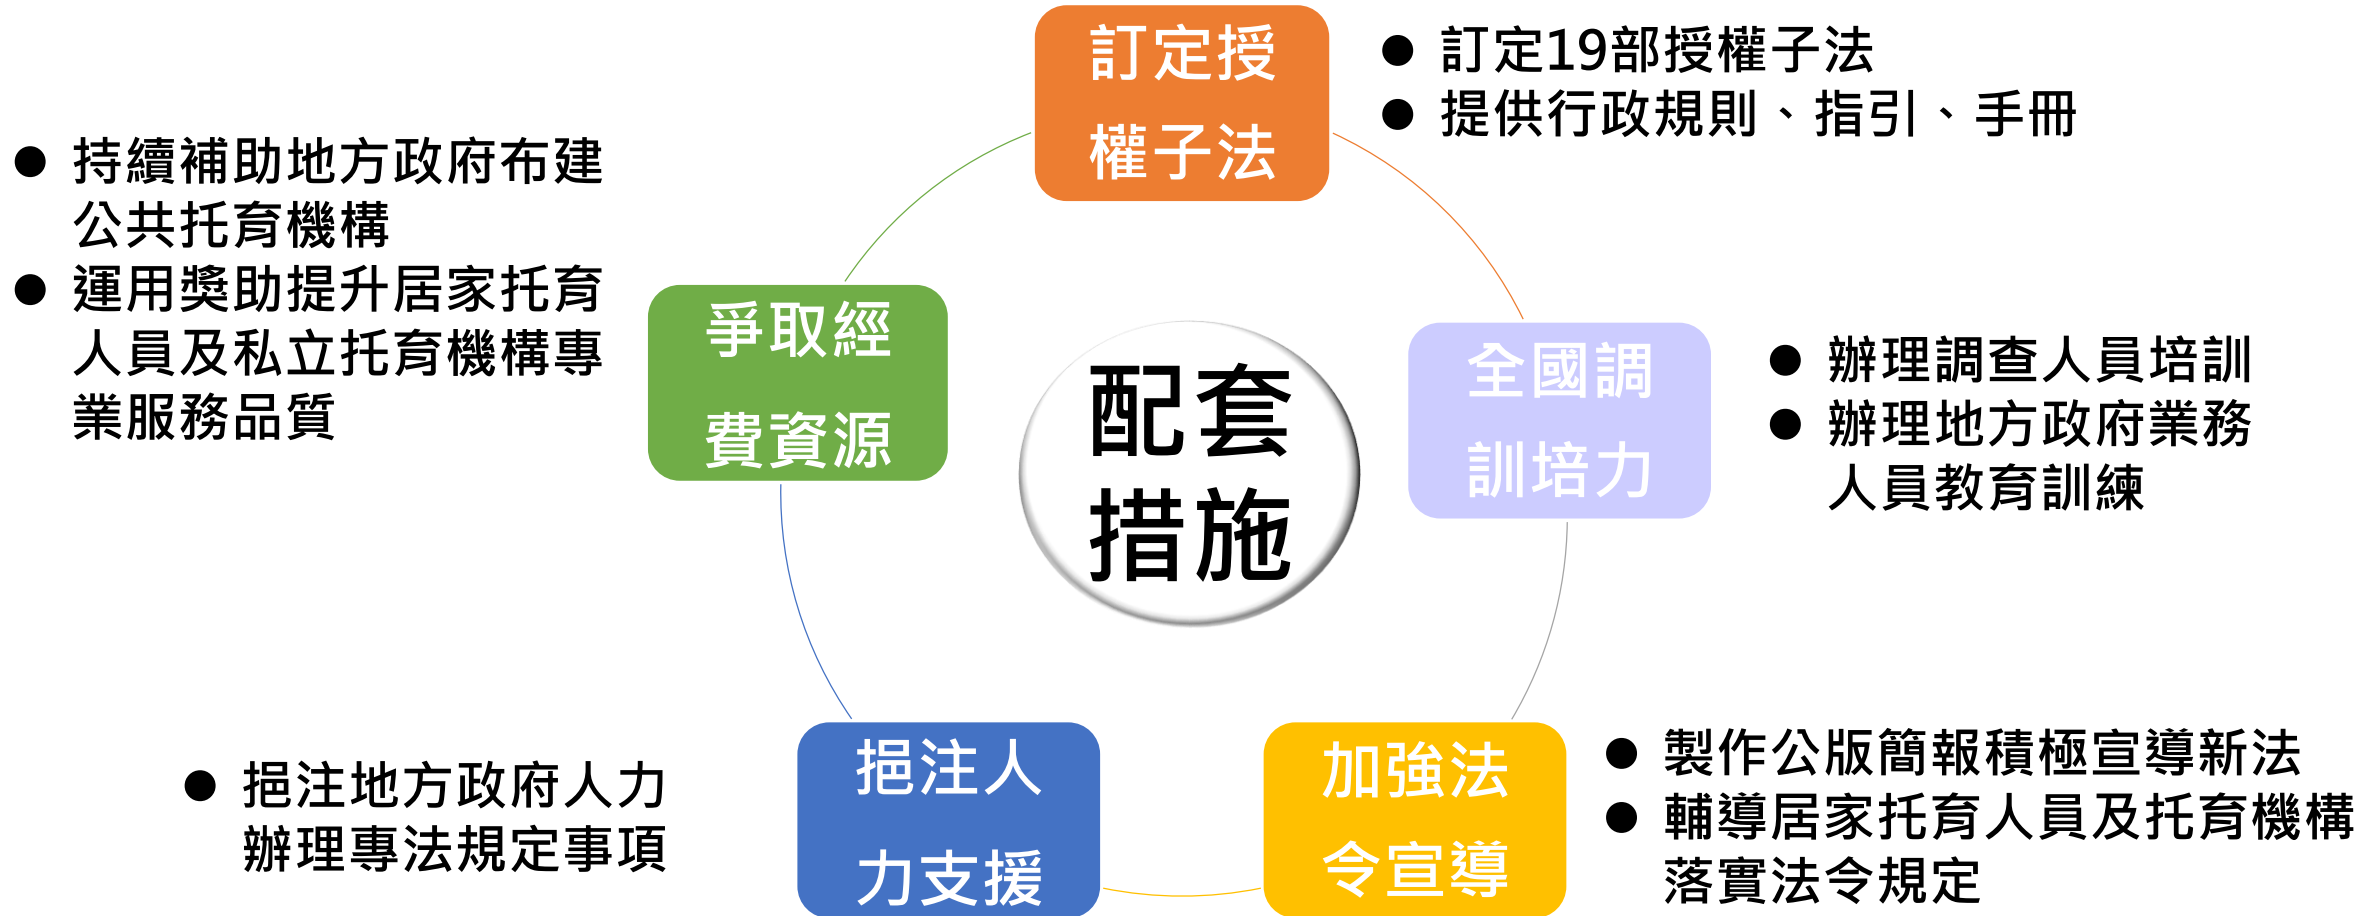 訂定授
權子法
● 訂定19部授權子法
● 提供行政規則、指引、手冊
全國調
訓培力
● 辦理調查人員培訓
● 辦理地方政府業務
人員教育訓練
加強法
令宣導
● 製作公版簡報積極宣導新法
● 輔導居家托育人員及托育機構
落實法令規定
挹注人
力支援
● 挹注地方政府人力
辦理專法規定事項
爭取經
費資源
● 持續補助地方政府布建
公共托育機構
● 運用獎助提升居家托育
人員及私立托育機構專
業服務品質
配套
措施